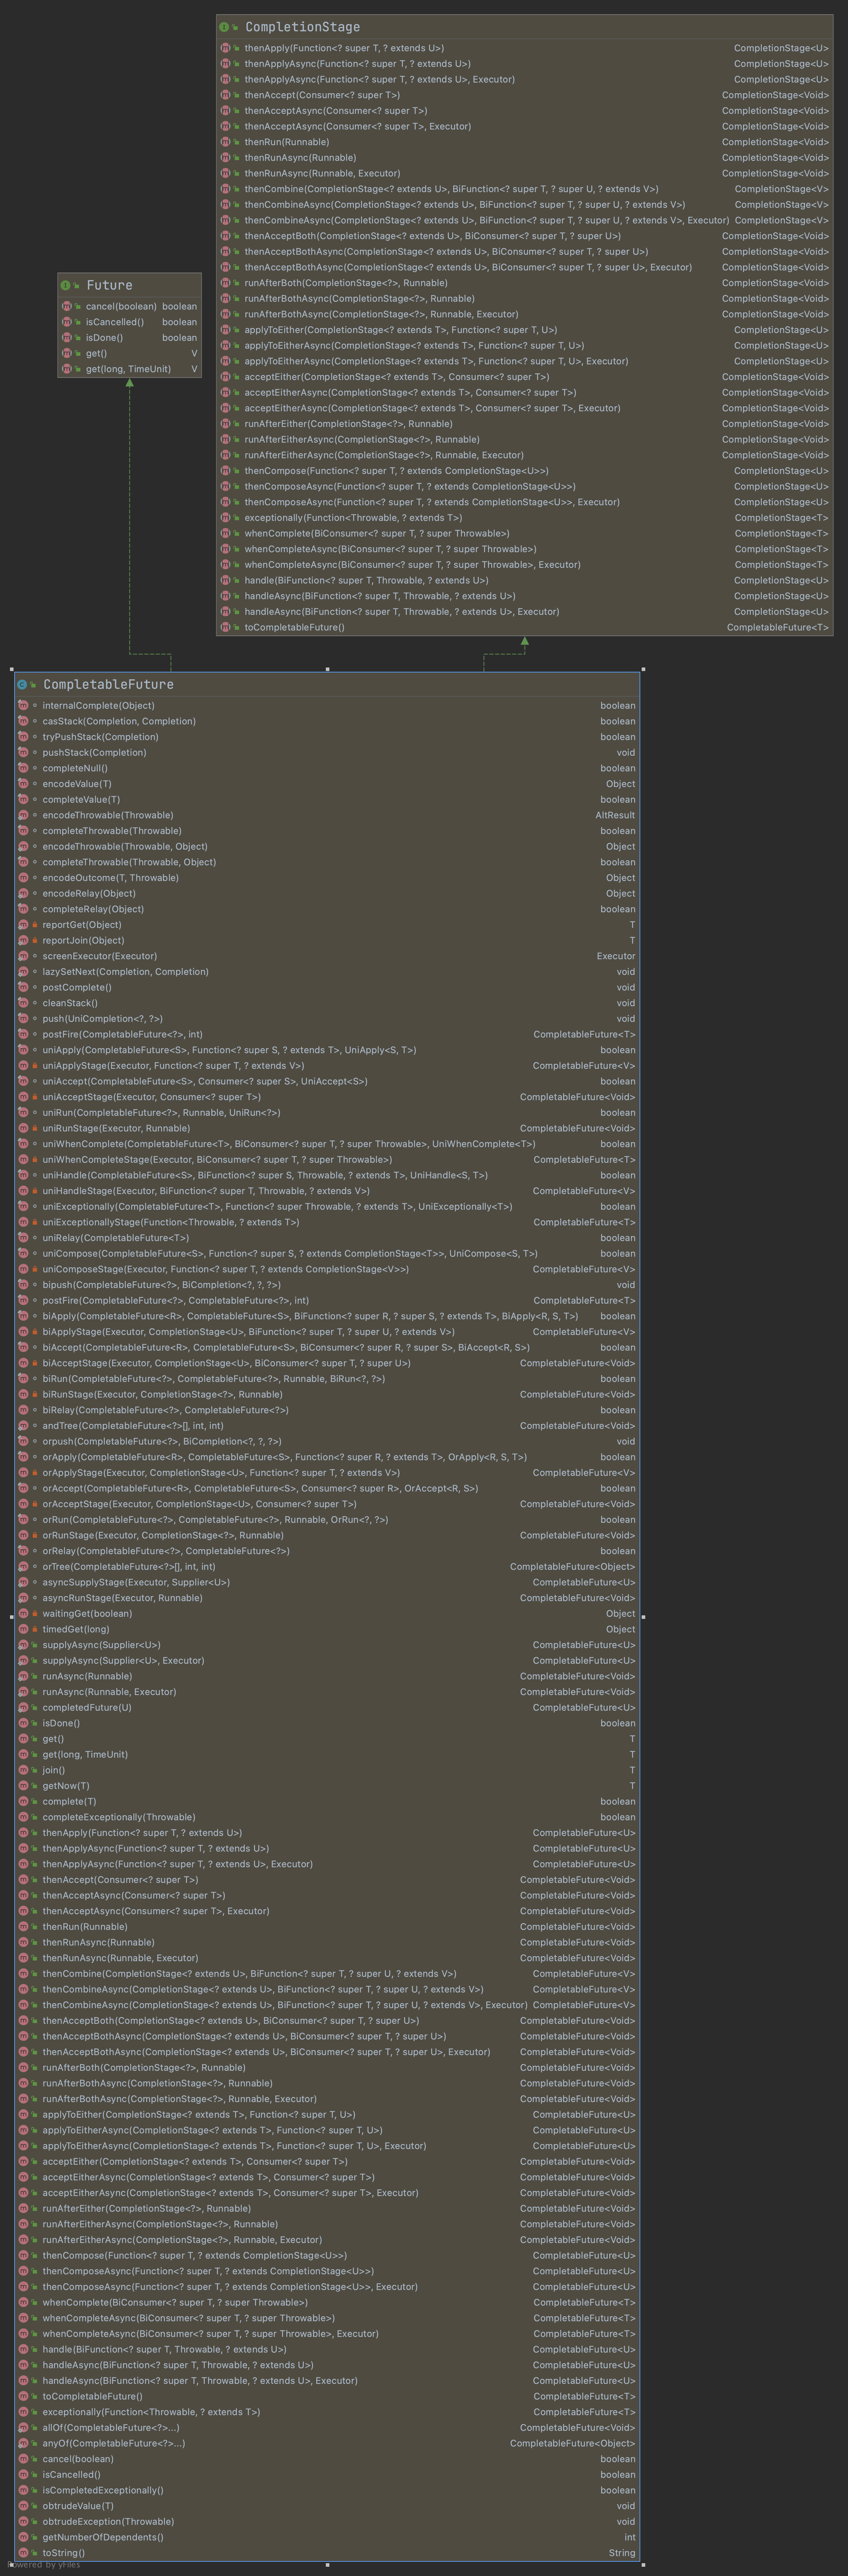 CompletionStage
thenApply(Function<? super T, ? extends U>) CompletionStage<U>
thenApplyAsync(Function<? super T, ? extends U>) CompletionStage<U>
thenApplyAsync(Function<? super T, ? extends U>, Executor) CompletionStage<U>
thenAccept(Consumer<? super T>) CompletionStage<Void>
thenAcceptAsync(Consumer<? super T>) CompletionStage<Void>
thenAcceptAsync(Consumer<? super T>, Executor) CompletionStage<Void>
thenRun(Runnable) CompletionStage<Void>
thenRunAsync(Runnable) CompletionStage<Void>
thenRunAsync(Runnable, Executor) CompletionStage<Void>
thenCombine(CompletionStage<? extends U>, BiFunction<? super T, ? super U, ? extends V>) CompletionStage<V>
thenCombineAsync(CompletionStage<? extends U>, BiFunction<? super T, ? super U, ? extends V>) CompletionStage<V>
thenCombineAsync(CompletionStage<? extends U>, BiFunction<? super T, ? super U, ? extends V>, Executor) CompletionStage<V>
thenAcceptBoth(CompletionStage<? extends U>, BiConsumer<? super T, ? super U>) CompletionStage<Void>
thenAcceptBothAsync(CompletionStage<? extends U>, BiConsumer<? super T, ? super U>) CompletionStage<Void>
thenAcceptBothAsync(CompletionStage<? extends U>, BiConsumer<? super T, ? super U>, Executor) CompletionStage<Void>
runAfterBoth(CompletionStage<?>, Runnable) CompletionStage<Void>
runAfterBothAsync(CompletionStage<?>, Runnable) CompletionStage<Void>
runAfterBothAsync(CompletionStage<?>, Runnable, Executor) CompletionStage<Void>
applyToEither(CompletionStage<? extends T>, Function<? super T, U>) CompletionStage<U>
applyToEitherAsync(CompletionStage<? extends T>, Function<? super T, U>) CompletionStage<U>
applyToEitherAsync(CompletionStage<? extends T>, Function<? super T, U>, Executor) CompletionStage<U>
acceptEither(CompletionStage<? extends T>, Consumer<? super T>) CompletionStage<Void>
acceptEitherAsync(CompletionStage<? extends T>, Consumer<? super T>) CompletionStage<Void>
acceptEitherAsync(CompletionStage<? extends T>, Consumer<? super T>, Executor) CompletionStage<Void>
runAfterEither(CompletionStage<?>, Runnable) CompletionStage<Void>
runAfterEitherAsync(CompletionStage<?>, Runnable) CompletionStage<Void>
runAfterEitherAsync(CompletionStage<?>, Runnable, Executor) CompletionStage<Void>
thenCompose(Function<? super T, ? extends CompletionStage<U>>) CompletionStage<U>
thenComposeAsync(Function<? super T, ? extends CompletionStage<U>>) CompletionStage<U>
thenComposeAsync(Function<? super T, ? extends CompletionStage<U>>, Executor) CompletionStage<U>
exceptionally(Function<Throwable, ? extends T>) CompletionStage<T>
whenComplete(BiConsumer<? super T, ? super Throwable>) CompletionStage<T>
whenCompleteAsync(BiConsumer<? super T, ? super Throwable>) CompletionStage<T>
whenCompleteAsync(BiConsumer<? super T, ? super Throwable>, Executor) CompletionStage<T>
handle(BiFunction<? super T, Throwable, ? extends U>) CompletionStage<U>
handleAsync(BiFunction<? super T, Throwable, ? extends U>) CompletionStage<U>
handleAsync(BiFunction<? super T, Throwable, ? extends U>, Executor) CompletionStage<U>
toCompletableFuture() CompletableFuture<T>
Future
cancel(boolean) boolean
isCancelled() boolean
isDone() boolean
get() V
get(long, TimeUnit) V
CompletableFuture
internalComplete(Object) boolean
casStack(Completion, Completion) boolean
tryPushStack(Completion) boolean
pushStack(Completion) void
completeNull() boolean
encodeValue(T) Object
completeValue(T) boolean
encodeThrowable(Throwable) AltResult
completeThrowable(Throwable) boolean
encodeThrowable(Throwable, Object) Object
completeThrowable(Throwable, Object) boolean
encodeOutcome(T, Throwable) Object
encodeRelay(Object) Object
completeRelay(Object) boolean
reportGet(Object) T
reportJoin(Object) T
screenExecutor(Executor) Executor
lazySetNext(Completion, Completion) void
postComplete() void
cleanStack() void
push(UniCompletion<?, ?>) void
postFire(CompletableFuture<?>, int) CompletableFuture<T>
uniApply(CompletableFuture<S>, Function<? super S, ? extends T>, UniApply<S, T>) boolean
uniApplyStage(Executor, Function<? super T, ? extends V>) CompletableFuture<V>
uniAccept(CompletableFuture<S>, Consumer<? super S>, UniAccept<S>) boolean
uniAcceptStage(Executor, Consumer<? super T>) CompletableFuture<Void>
uniRun(CompletableFuture<?>, Runnable, UniRun<?>) boolean
uniRunStage(Executor, Runnable) CompletableFuture<Void>
uniWhenComplete(CompletableFuture<T>, BiConsumer<? super T, ? super Throwable>, UniWhenComplete<T>) boolean
uniWhenCompleteStage(Executor, BiConsumer<? super T, ? super Throwable>) CompletableFuture<T>
uniHandle(CompletableFuture<S>, BiFunction<? super S, Throwable, ? extends T>, UniHandle<S, T>) boolean
uniHandleStage(Executor, BiFunction<? super T, Throwable, ? extends V>) CompletableFuture<V>
uniExceptionally(CompletableFuture<T>, Function<? super Throwable, ? extends T>, UniExceptionally<T>) boolean
uniExceptionallyStage(Function<Throwable, ? extends T>) CompletableFuture<T>
uniRelay(CompletableFuture<T>) boolean
uniCompose(CompletableFuture<S>, Function<? super S, ? extends CompletionStage<T>>, UniCompose<S, T>) boolean
uniComposeStage(Executor, Function<? super T, ? extends CompletionStage<V>>) CompletableFuture<V>
bipush(CompletableFuture<?>, BiCompletion<?, ?, ?>) void
postFire(CompletableFuture<?>, CompletableFuture<?>, int) CompletableFuture<T>
biApply(CompletableFuture<R>, CompletableFuture<S>, BiFunction<? super R, ? super S, ? extends T>, BiApply<R, S, T>) boolean
biApplyStage(Executor, CompletionStage<U>, BiFunction<? super T, ? super U, ? extends V>) CompletableFuture<V>
biAccept(CompletableFuture<R>, CompletableFuture<S>, BiConsumer<? super R, ? super S>, BiAccept<R, S>) boolean
biAcceptStage(Executor, CompletionStage<U>, BiConsumer<? super T, ? super U>) CompletableFuture<Void>
biRun(CompletableFuture<?>, CompletableFuture<?>, Runnable, BiRun<?, ?>) boolean
biRunStage(Executor, CompletionStage<?>, Runnable) CompletableFuture<Void>
biRelay(CompletableFuture<?>, CompletableFuture<?>) boolean
andTree(CompletableFuture<?>[], int, int) CompletableFuture<Void>
orpush(CompletableFuture<?>, BiCompletion<?, ?, ?>) void
orApply(CompletableFuture<R>, CompletableFuture<S>, Function<? super R, ? extends T>, OrApply<R, S, T>) boolean
orApplyStage(Executor, CompletionStage<U>, Function<? super T, ? extends V>) CompletableFuture<V>
orAccept(CompletableFuture<R>, CompletableFuture<S>, Consumer<? super R>, OrAccept<R, S>) boolean
orAcceptStage(Executor, CompletionStage<U>, Consumer<? super T>) CompletableFuture<Void>
orRun(CompletableFuture<?>, CompletableFuture<?>, Runnable, OrRun<?, ?>) boolean
orRunStage(Executor, CompletionStage<?>, Runnable) CompletableFuture<Void>
orRelay(CompletableFuture<?>, CompletableFuture<?>) boolean
orTree(CompletableFuture<?>[], int, int) CompletableFuture<Object>
asyncSupplyStage(Executor, Supplier<U>) CompletableFuture<U>
asyncRunStage(Executor, Runnable) CompletableFuture<Void>
waitingGet(boolean) Object
timedGet(long) Object
supplyAsync(Supplier<U>) CompletableFuture<U>
supplyAsync(Supplier<U>, Executor) CompletableFuture<U>
runAsync(Runnable) CompletableFuture<Void>
runAsync(Runnable, Executor) CompletableFuture<Void>
completedFuture(U) CompletableFuture<U>
isDone() boolean
get() T
get(long, TimeUnit) T
join() T
getNow(T) T
complete(T) boolean
completeExceptionally(Throwable) boolean
thenApply(Function<? super T, ? extends U>) CompletableFuture<U>
thenApplyAsync(Function<? super T, ? extends U>) CompletableFuture<U>
thenApplyAsync(Function<? super T, ? extends U>, Executor) CompletableFuture<U>
thenAccept(Consumer<? super T>) CompletableFuture<Void>
thenAcceptAsync(Consumer<? super T>) CompletableFuture<Void>
thenAcceptAsync(Consumer<? super T>, Executor) CompletableFuture<Void>
thenRun(Runnable) CompletableFuture<Void>
thenRunAsync(Runnable) CompletableFuture<Void>
thenRunAsync(Runnable, Executor) CompletableFuture<Void>
thenCombine(CompletionStage<? extends U>, BiFunction<? super T, ? super U, ? extends V>) CompletableFuture<V>
thenCombineAsync(CompletionStage<? extends U>, BiFunction<? super T, ? super U, ? extends V>) CompletableFuture<V>
thenCombineAsync(CompletionStage<? extends U>, BiFunction<? super T, ? super U, ? extends V>, Executor) CompletableFuture<V>
thenAcceptBoth(CompletionStage<? extends U>, BiConsumer<? super T, ? super U>) CompletableFuture<Void>
thenAcceptBothAsync(CompletionStage<? extends U>, BiConsumer<? super T, ? super U>) CompletableFuture<Void>
thenAcceptBothAsync(CompletionStage<? extends U>, BiConsumer<? super T, ? super U>, Executor) CompletableFuture<Void>
runAfterBoth(CompletionStage<?>, Runnable) CompletableFuture<Void>
runAfterBothAsync(CompletionStage<?>, Runnable) CompletableFuture<Void>
runAfterBothAsync(CompletionStage<?>, Runnable, Executor) CompletableFuture<Void>
applyToEither(CompletionStage<? extends T>, Function<? super T, U>) CompletableFuture<U>
applyToEitherAsync(CompletionStage<? extends T>, Function<? super T, U>) CompletableFuture<U>
applyToEitherAsync(CompletionStage<? extends T>, Function<? super T, U>, Executor) CompletableFuture<U>
acceptEither(CompletionStage<? extends T>, Consumer<? super T>) CompletableFuture<Void>
acceptEitherAsync(CompletionStage<? extends T>, Consumer<? super T>) CompletableFuture<Void>
acceptEitherAsync(CompletionStage<? extends T>, Consumer<? super T>, Executor) CompletableFuture<Void>
runAfterEither(CompletionStage<?>, Runnable) CompletableFuture<Void>
runAfterEitherAsync(CompletionStage<?>, Runnable) CompletableFuture<Void>
runAfterEitherAsync(CompletionStage<?>, Runnable, Executor) CompletableFuture<Void>
thenCompose(Function<? super T, ? extends CompletionStage<U>>) CompletableFuture<U>
thenComposeAsync(Function<? super T, ? extends CompletionStage<U>>) CompletableFuture<U>
thenComposeAsync(Function<? super T, ? extends CompletionStage<U>>, Executor) CompletableFuture<U>
whenComplete(BiConsumer<? super T, ? super Throwable>) CompletableFuture<T>
whenCompleteAsync(BiConsumer<? super T, ? super Throwable>) CompletableFuture<T>
whenCompleteAsync(BiConsumer<? super T, ? super Throwable>, Executor) CompletableFuture<T>
handle(BiFunction<? super T, Throwable, ? extends U>) CompletableFuture<U>
handleAsync(BiFunction<? super T, Throwable, ? extends U>) CompletableFuture<U>
handleAsync(BiFunction<? super T, Throwable, ? extends U>, Executor) CompletableFuture<U>
toCompletableFuture() CompletableFuture<T>
exceptionally(Function<Throwable, ? extends T>) CompletableFuture<T>
allOf(CompletableFuture<?>...) CompletableFuture<Void>
anyOf(CompletableFuture<?>...) CompletableFuture<Object>
cancel(boolean) boolean
isCancelled() boolean
isCompletedExceptionally() boolean
obtrudeValue(T) void
obtrudeException(Throwable) void
getNumberOfDependents() int
toString() String
Powered by yFiles